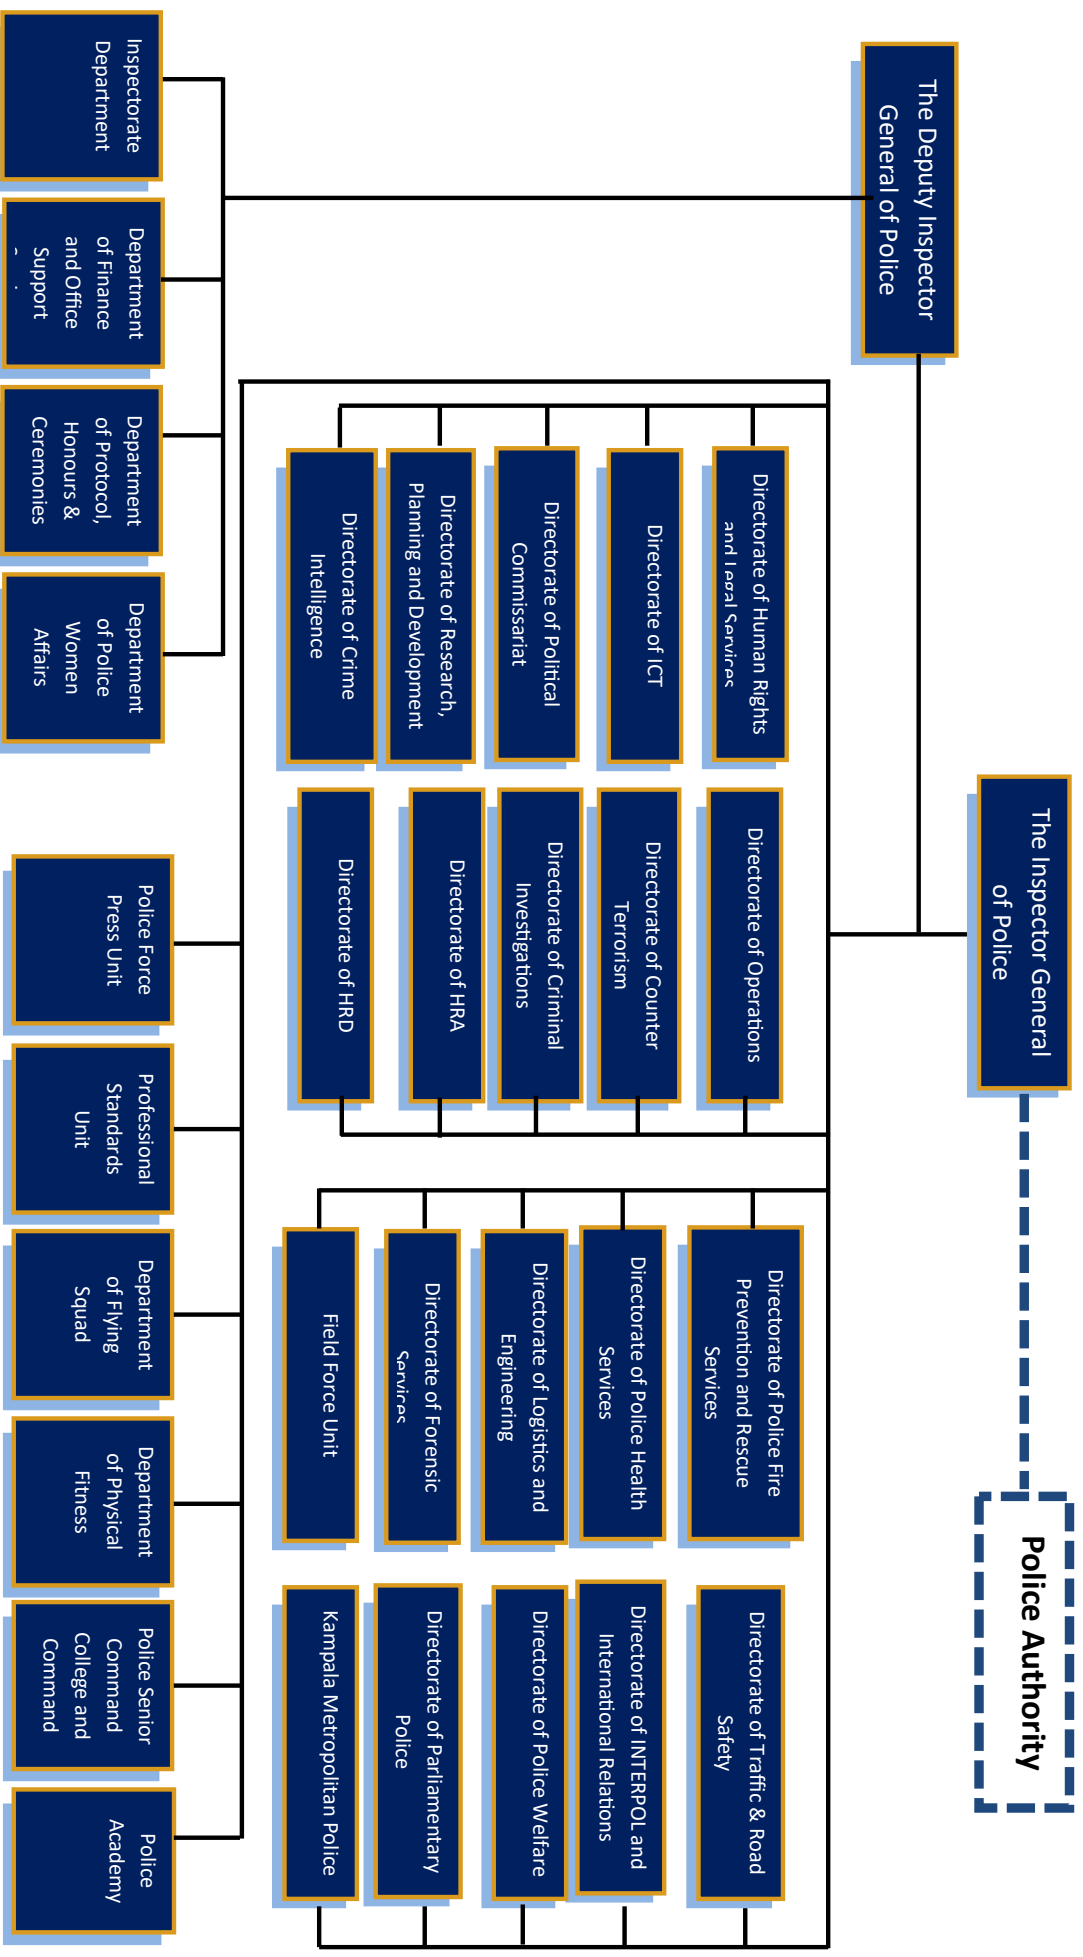 The Inspector General
of Police
Police Authority
The Deputy Inspector
General of Police
Directorate of Human Rights
and Legal Services
Directorate of Operations
Directorate of Police Fire
Prevention and Rescue
Services
Directorate of Traffic & Road
Safety
Directorate of ICT
Directorate of Counter
Terrorism
Directorate of Police Health
Services
Directorate of INTERPOL and
International Relations
Directorate of Political
Commissariat
Directorate of Criminal
Investigations
Directorate of Logistics and
Engineering
Directorate of Police Welfare
Directorate of Research,
Planning and Development
Directorate of HRA
Directorate of Forensic
Services
Directorate of Parliamentary
Police
Directorate of Crime
Intelligence
Directorate of HRD
Field Force Unit
Kampala Metropolitan Police
Inspectorate
Department
Department
of Finance
and Office
Support
Department
of Protocol,
Honours &
Ceremonies
Department
of Police
Women
Affairs
Police Force
Press Unit
Professional
Standards
Unit
Department
of Flying
Squad
Department
of Physical
Fitness
Police Senior
Command
College and
Command
Police
Academy